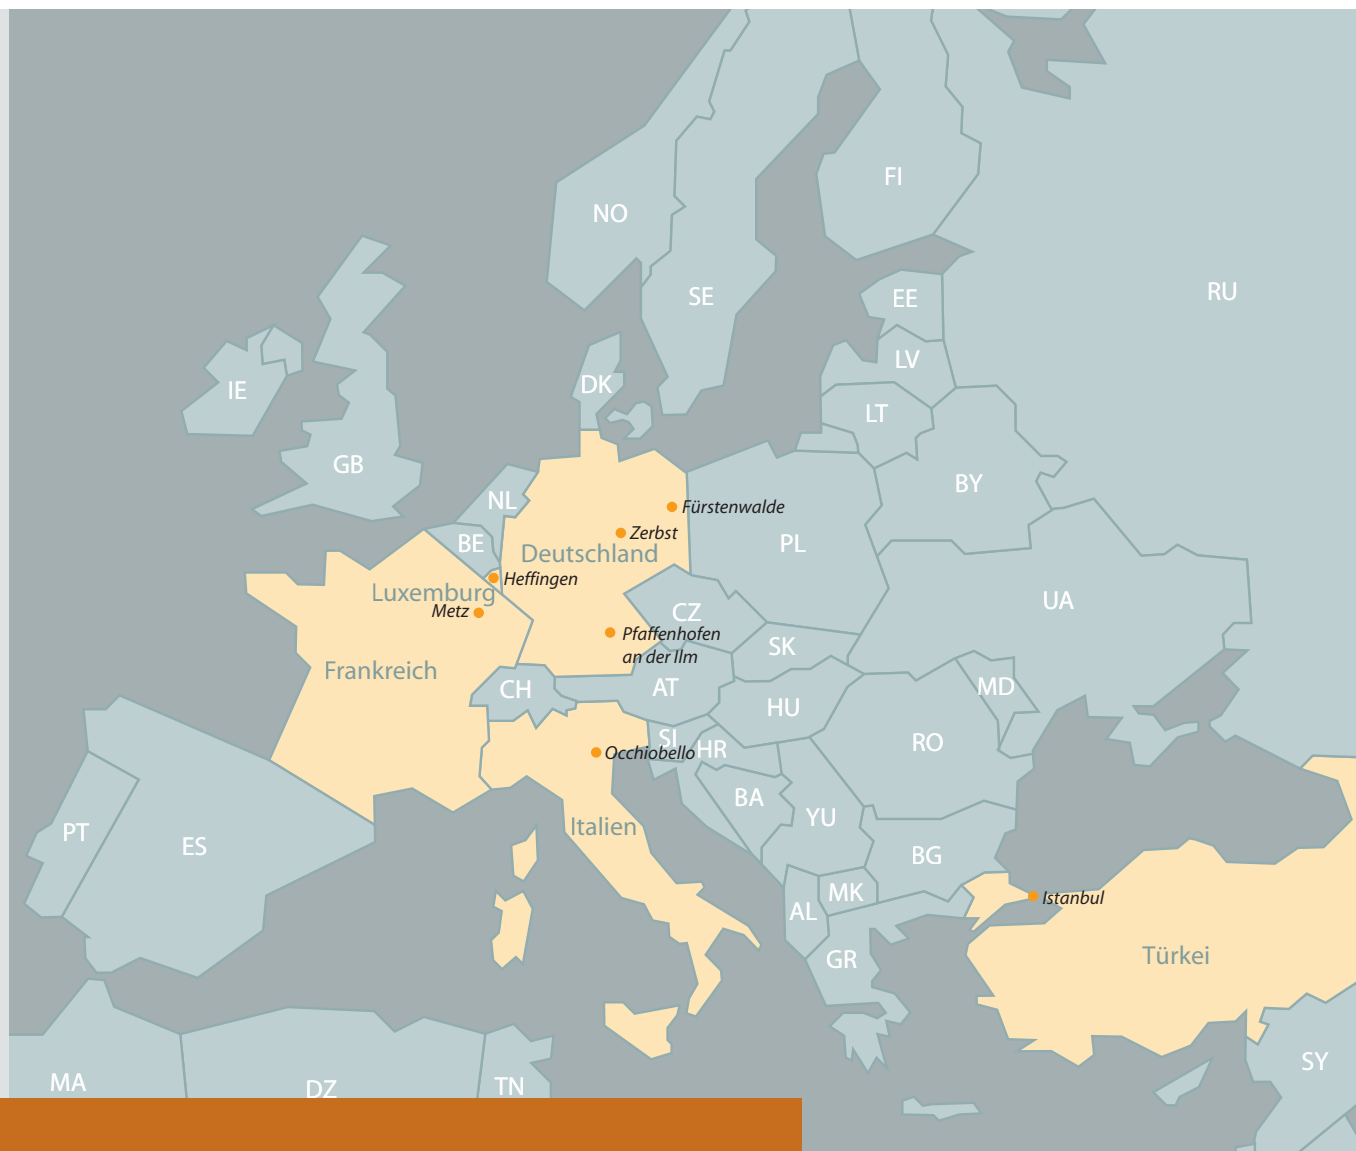 FI
NO
RU
SE
EE
LV
DK
IE
LT
GB
BY
NL
Fürstenwalde
Zerbst
BE
PL
Deutschland
Heffingen
Luxemburg
UA
Metz
CZ
Pfaffenhofen
an der Ilm
SK
Frankreich
CH
AT
MD
HU
SI
RO
HR
Occhiobello
BA
YU
Italien
PT
ES
BG
MK
Istanbul
AL
GR
Türkei
SY
MA
DZ
TN